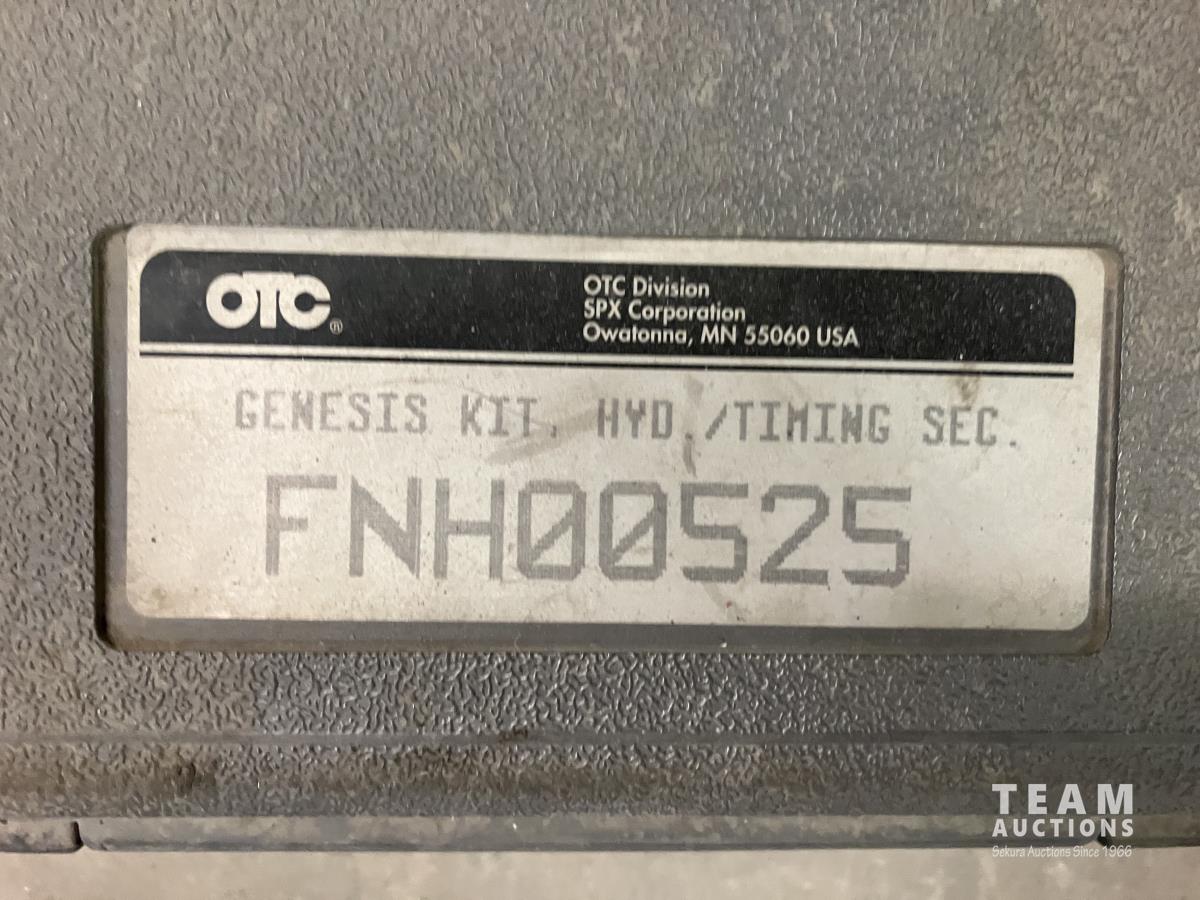 OTC®
OTC Division
SPX Corporation
Owatonna, MN 55060 USA
GENESIS KIT, HYD./TIMING SEC.
FNH00525
TEAM
AUCTIONS
Sekura Auctions Since 1966